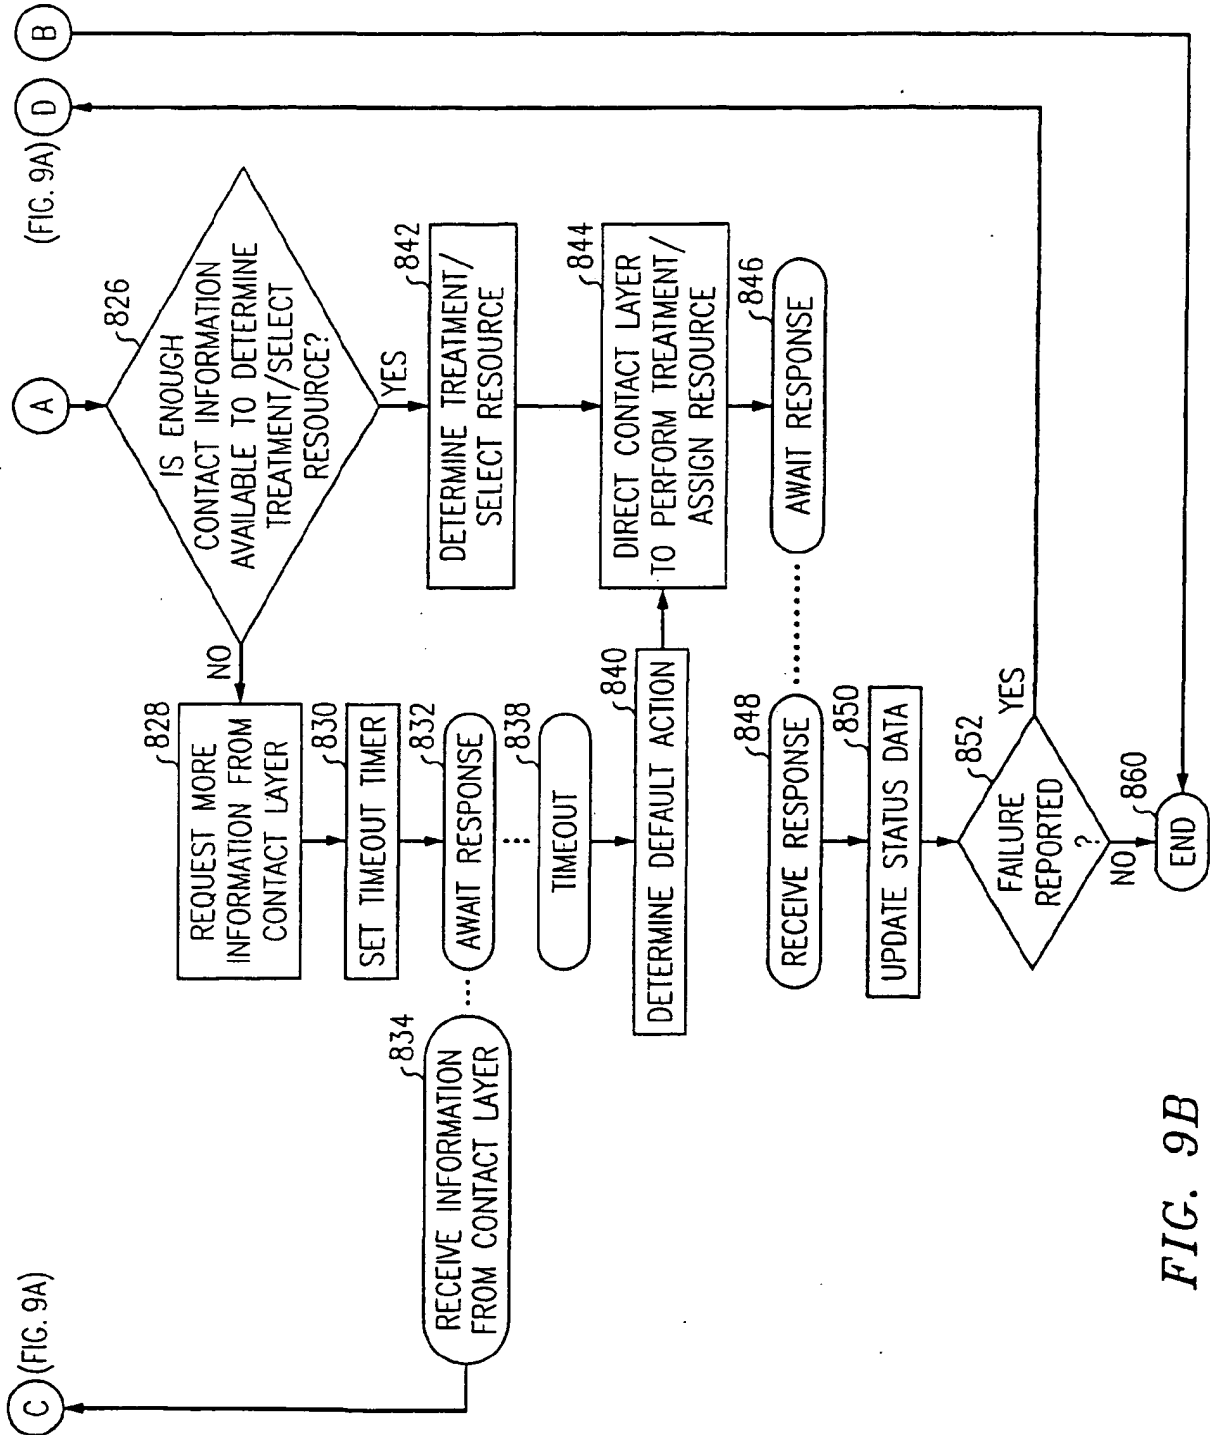 C
(FIG. 9A)
A
(FIG. 9A)
D
B
826
IS ENOUGH
CONTACT INFORMATION
AVAILABLE TO DETERMINE
TREATMENT/SELECT
RESOURCE?
NO
YES
828
REQUEST MORE
INFORMATION FROM
CONTACT LAYER
830
SET TIMEOUT TIMER
832
AWAIT RESPONSE
834
RECEIVE INFORMATION
FROM CONTACT LAYER
838
TIMEOUT
840
DETERMINE DEFAULT ACTION
842
DETERMINE TREATMENT/
SELECT RESOURCE
844
DIRECT CONTACT LAYER
TO PERFORM TREATMENT/
ASSIGN RESOURCE
846
AWAIT RESPONSE
848
RECEIVE RESPONSE
850
UPDATE STATUS DATA
852
FAILURE
REPORTED
?
YES
NO
860
END
FIG. 9B